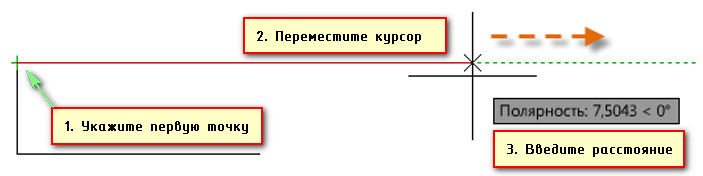 2. Переместите курсор
1. Укажите первую точку
Полярность: 7,5043 < 0°
3. Введите расстояние